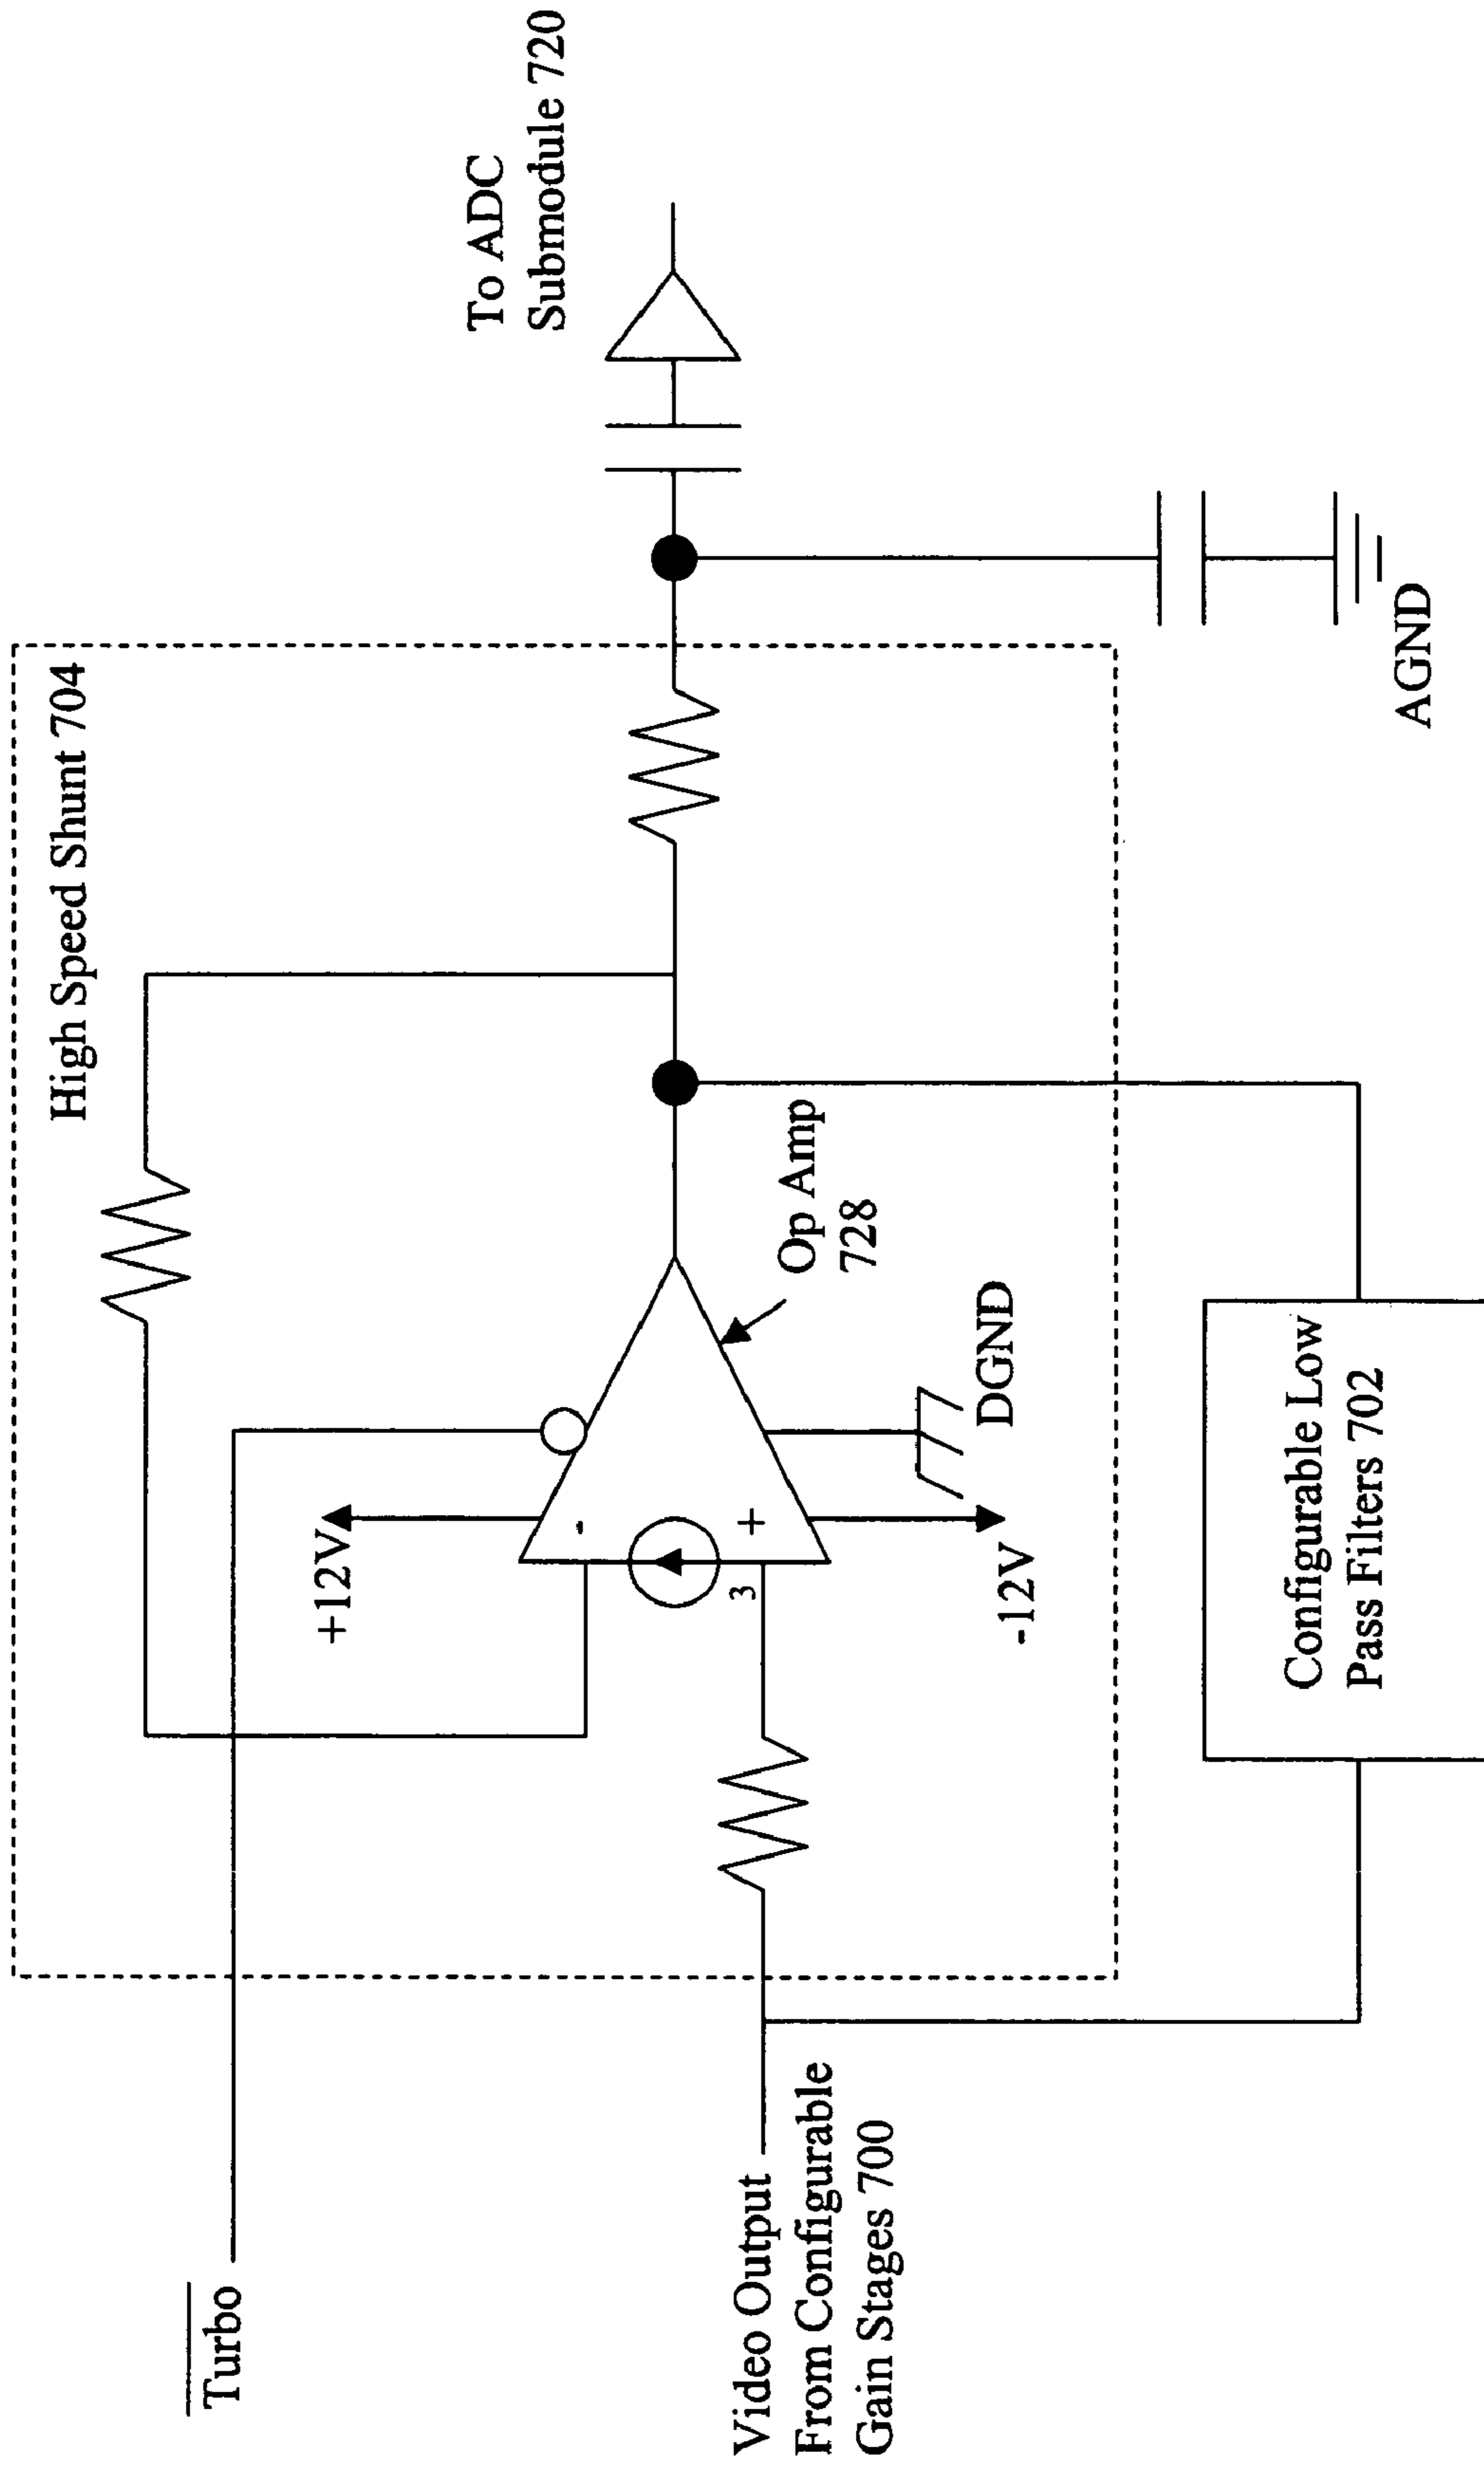 High Speed Shunt 704
To ADC
Submodule 720
Turbo
+12V
-
+
3
-12V
DGND
Op Amp
728
Video Output
From Configurable
Gain Stages 700
Configurable Low
Pass Filters 702
AGND